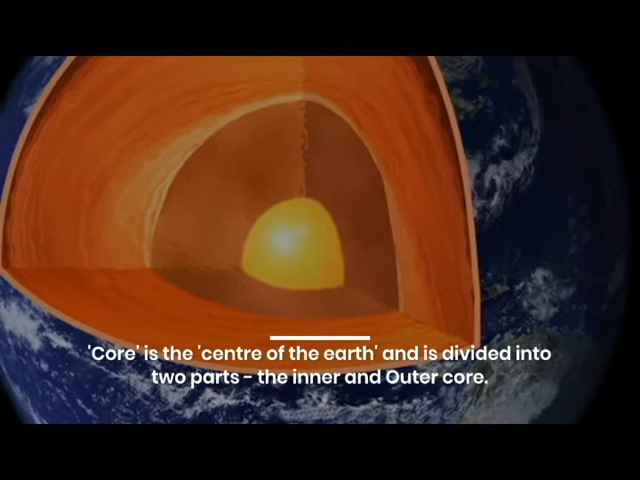 'Core' is the 'centre of the earth' and is divided into
two parts - the inner and Outer core.